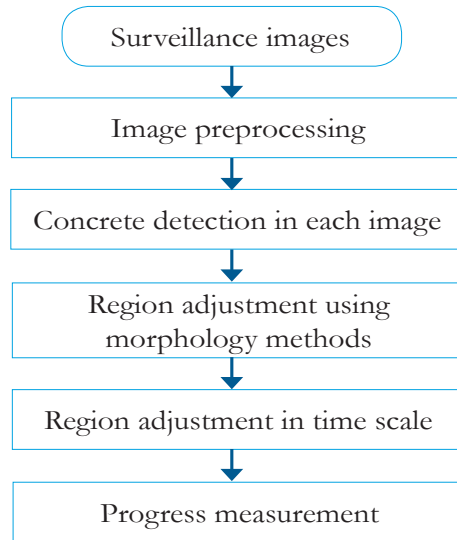 Surveillance images
Image preprocessing
Concrete detection in each image
Region adjustment using
morphology methods
Region adjustment in time scale
Progress measurement